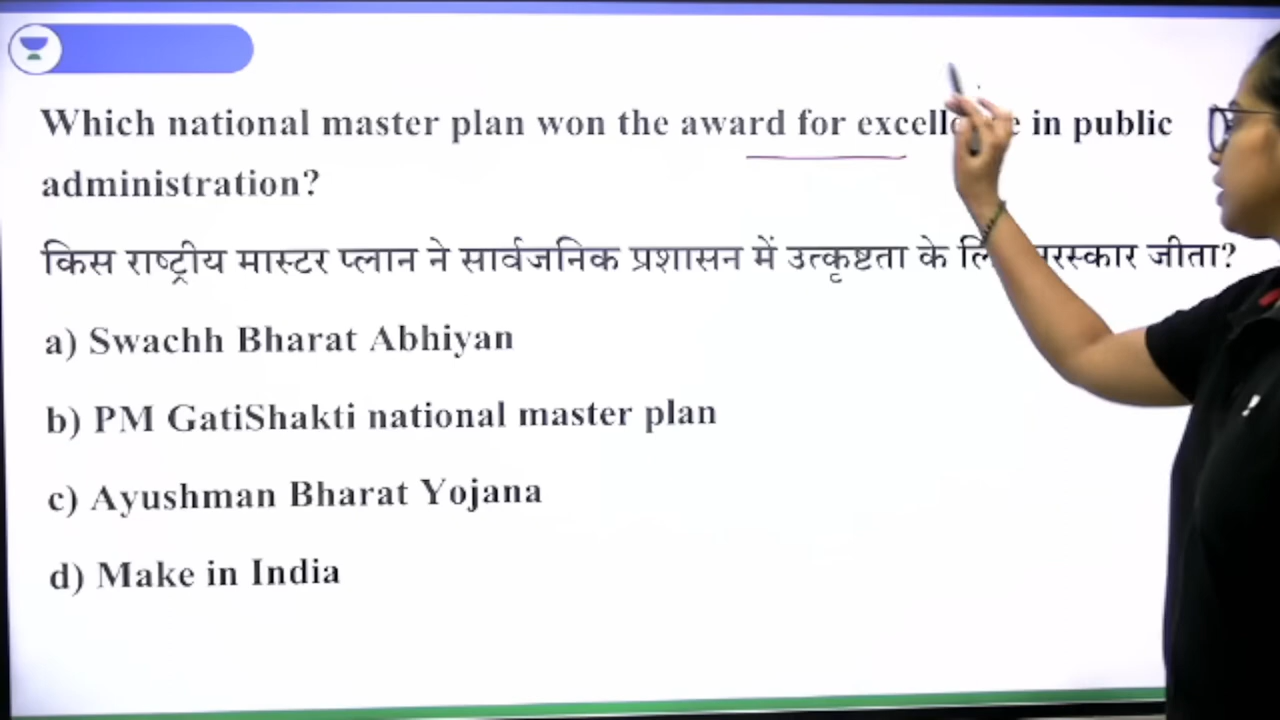 Which national master plan won the award for in public
administration?
किस राष्ट्रीय मास्टर प्लान ने सार्वजनिक प्रशासन में उत्कृष्टता के जीता?
a) Swachh Bharat Abhiyan
b) PM GatiShakti national master plan
c) Ayushman Bharat Yojana
d) Make in India